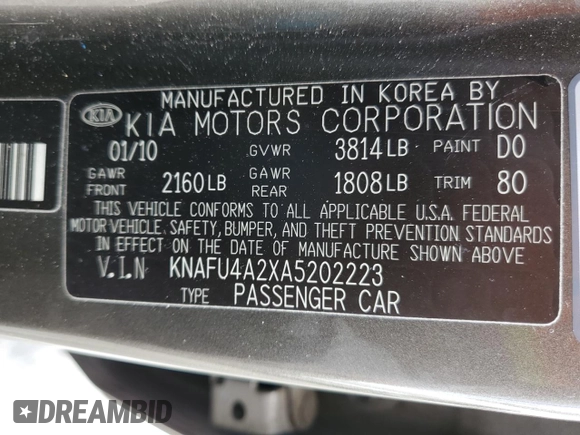 MANUFACTURED IN KOREA BY
KIA KIA MOTORS CORPORATION
01/10 GVWR 3814 LB PAINT D0
GAWR FRONT 2160 LB GAWR REAR 1808 LB TRIM 80
THIS VEHICLE CONFORMS TO ALL APPLICABLE U.S.A. FEDERAL
MOTOR VEHICLE SAFETY, BUMPER, AND THEFT PREVENTION STANDARDS
IN EFFECT ON THE DATE OF MANUFACTURE SHOWN ABOVE
V.I.N KNAFU4A2XA5202223
TYPE PASSENGER CAR
DREAMBID